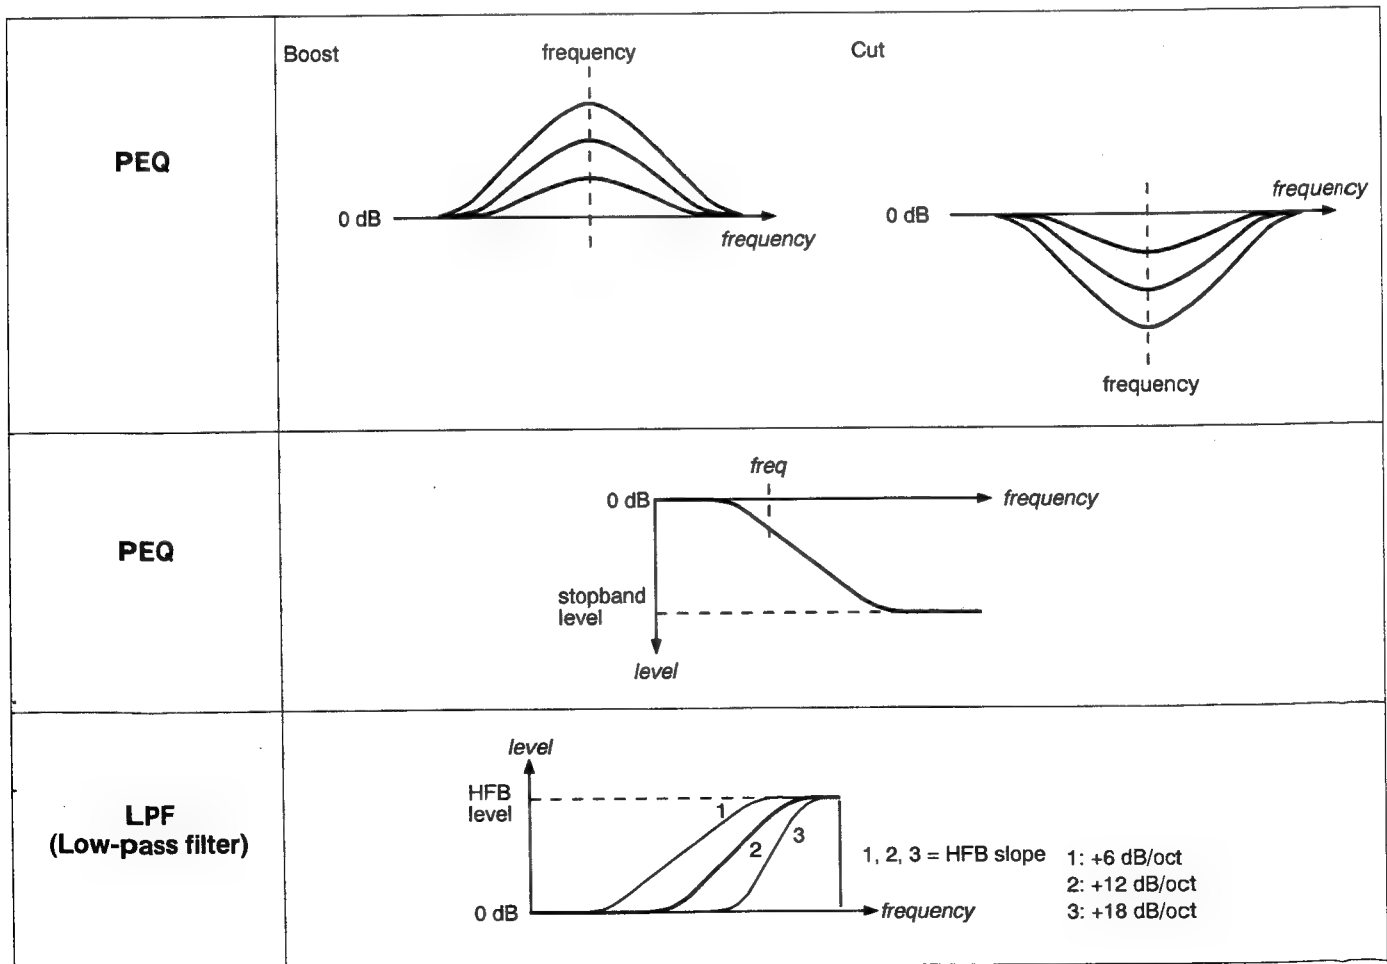 PEQ
Boost
frequency
0 dB
frequency
Cut
0 dB
frequency
frequency
PEQ
freq
0 dB
frequency
stopband
level
level
LPF
(Low-pass filter)
level
HFB
level
1
2
3
0 dB
frequency
1, 2, 3 = HFB slope
1: +6 dB/oct
2: +12 dB/oct
3: +18 dB/oct